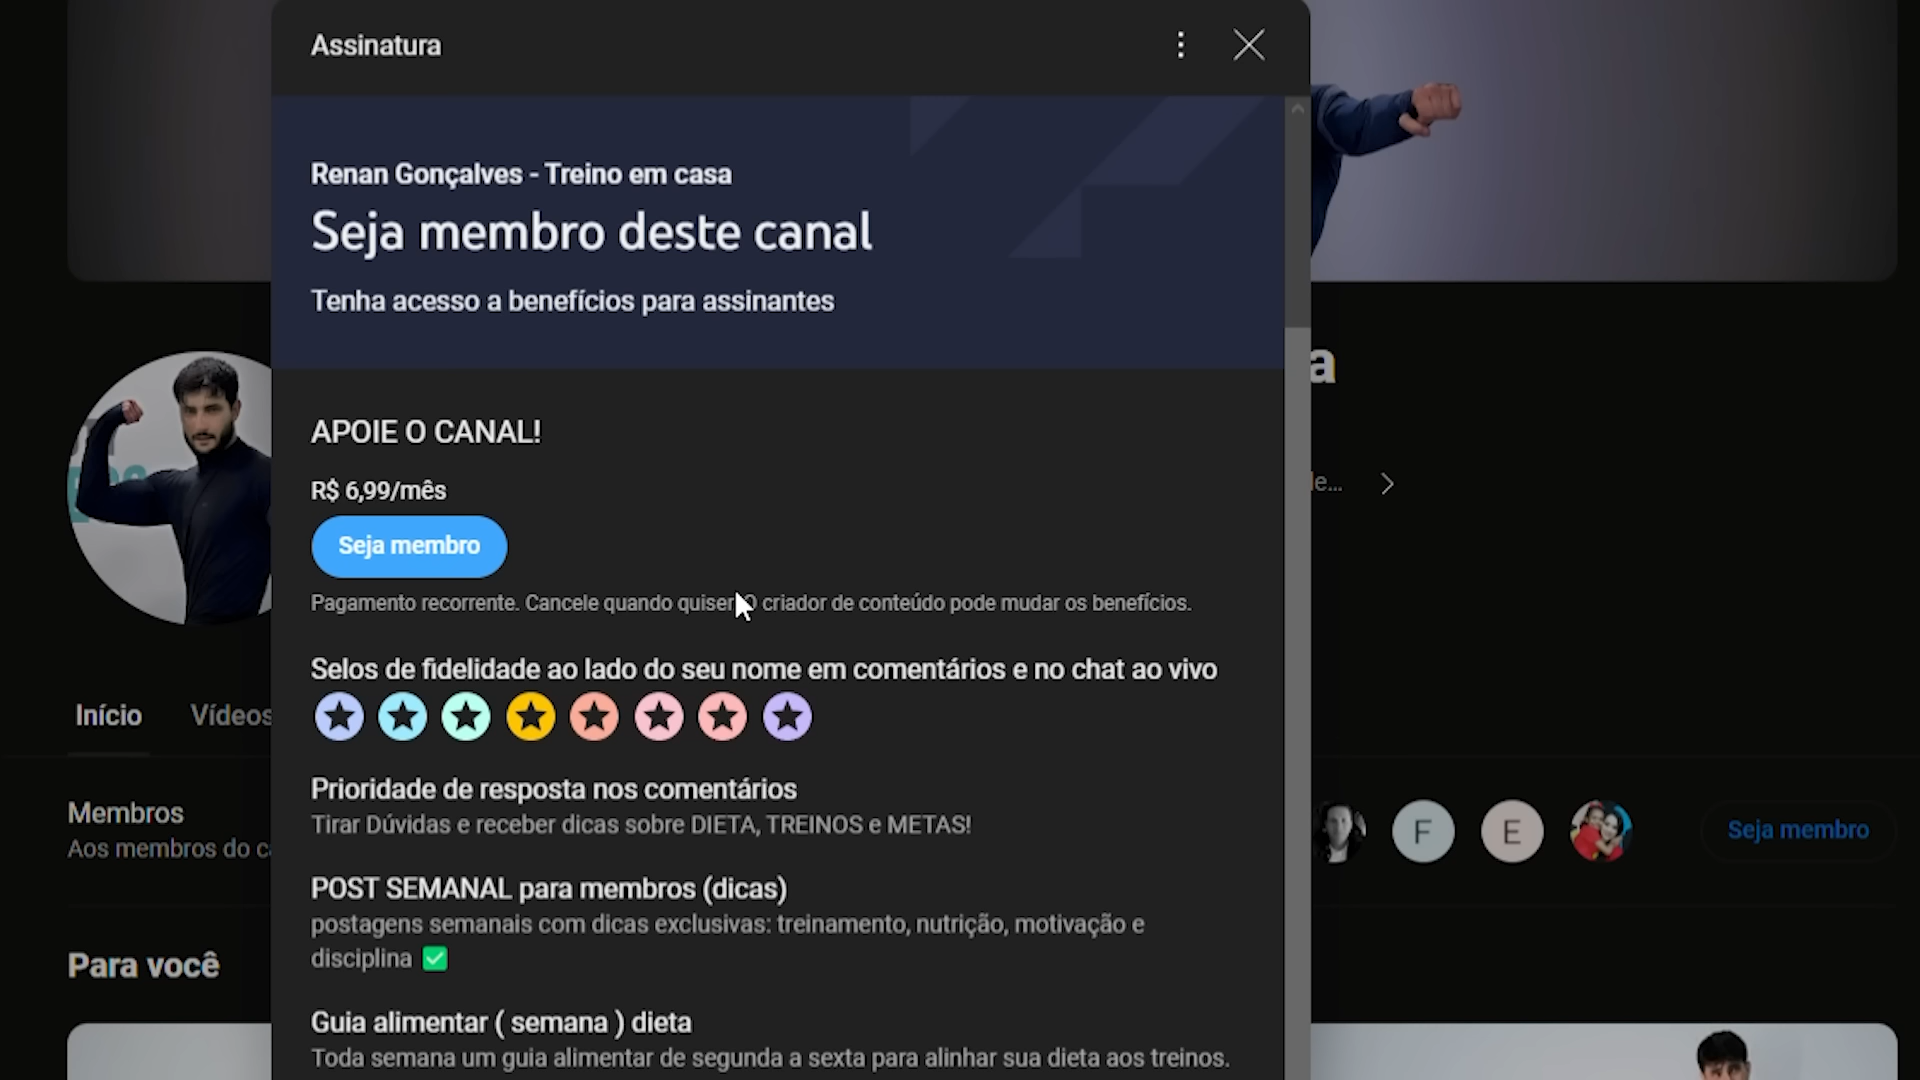 Assinatura
Renan Gonçalves - Treino em casa
Seja membro deste canal
Tenha acesso a benefícios para assinantes
a
APOIE O CANAL!
R$ 6,99/mês
Seja membro
Pagamento recorrente. Cancele quando quiser. O criador de conteúdo pode mudar os benefícios.
Selos de fidelidade ao lado do seu nome em comentários e no chat ao vivo
Início Vídeos
Prioridade de resposta nos comentários
Tirar Dúvidas e receber dicas sobre DIETA, TREINOS e METAS!
Membros
Aos membros do
F E
Seja membro
POST SEMANAL para membros (dicas)
postagens semanais com dicas exclusivas: treinamento, nutrição, motivação e
disciplina ✅
Para você
Guia alimentar ( semana ) dieta
Toda semana um guia alimentar de segunda a sexta para alinhar sua dieta aos treinos.